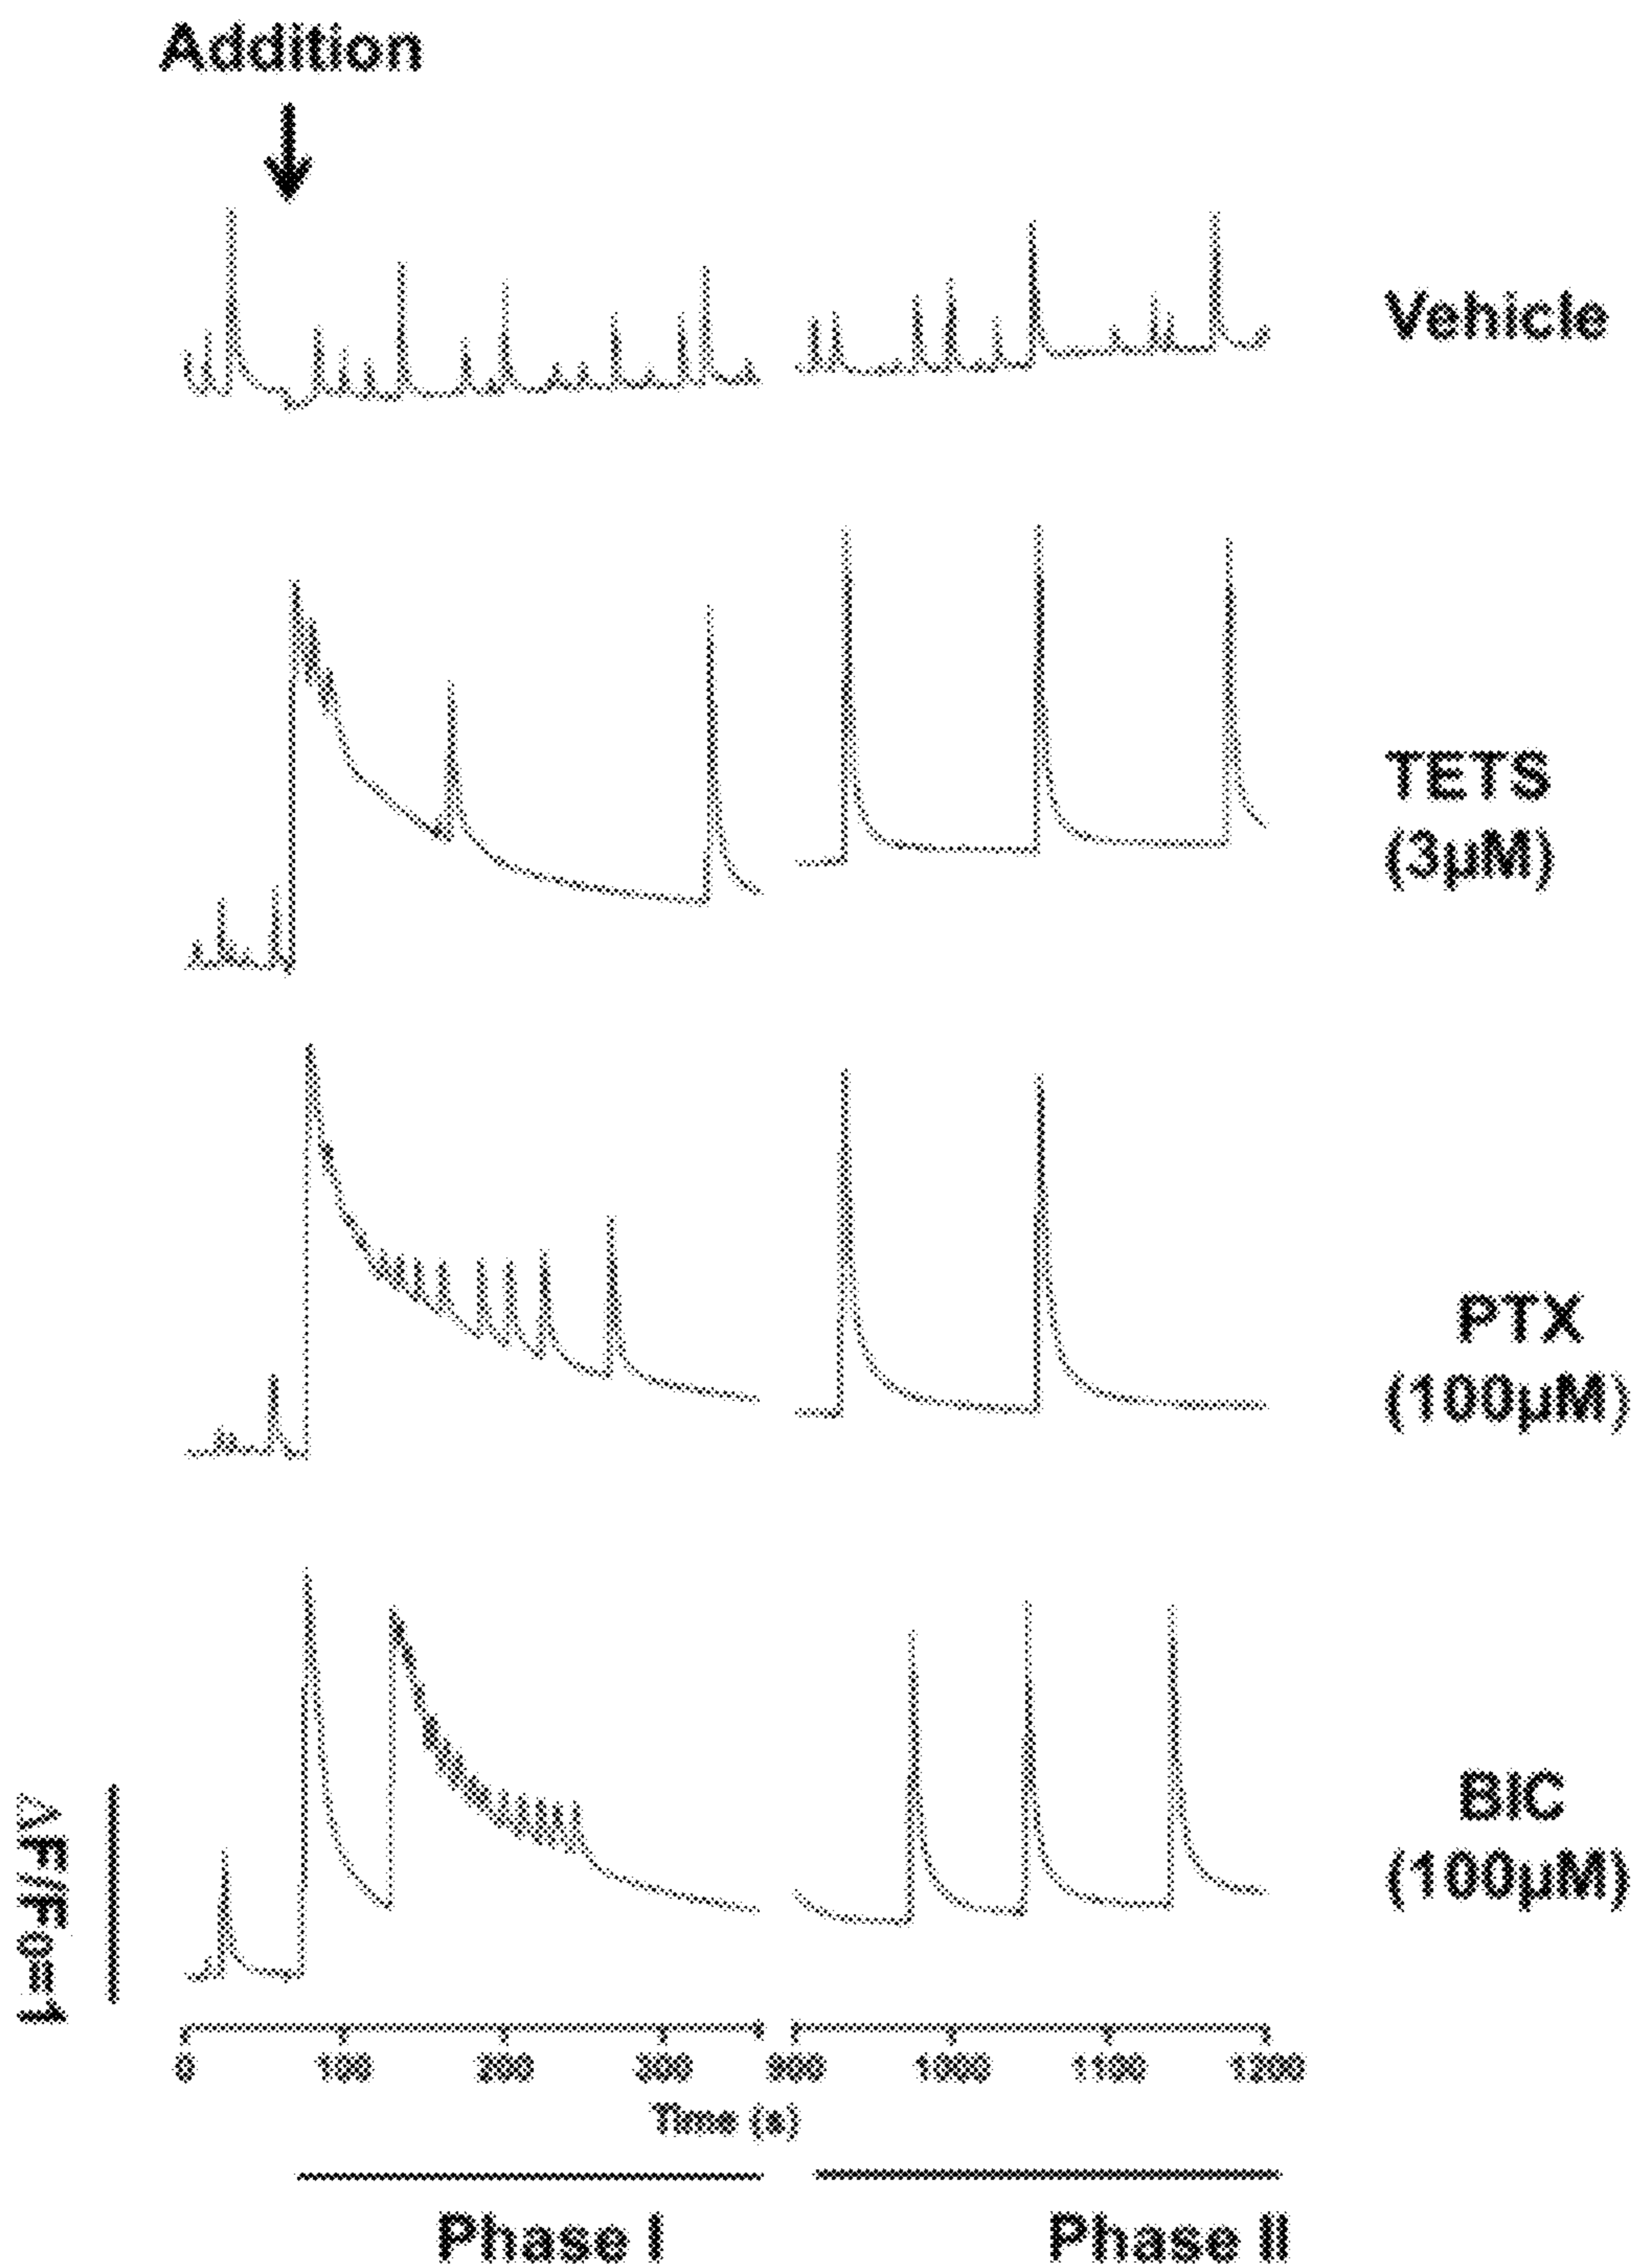 Addition
Vehicle
TETS
(3µM)
PTX
(100µM)
BIC
(100µM)
ΔF/F0=1
0 100 200 300 900 1000 1100 1200
Time (s)
Phase I Phase II